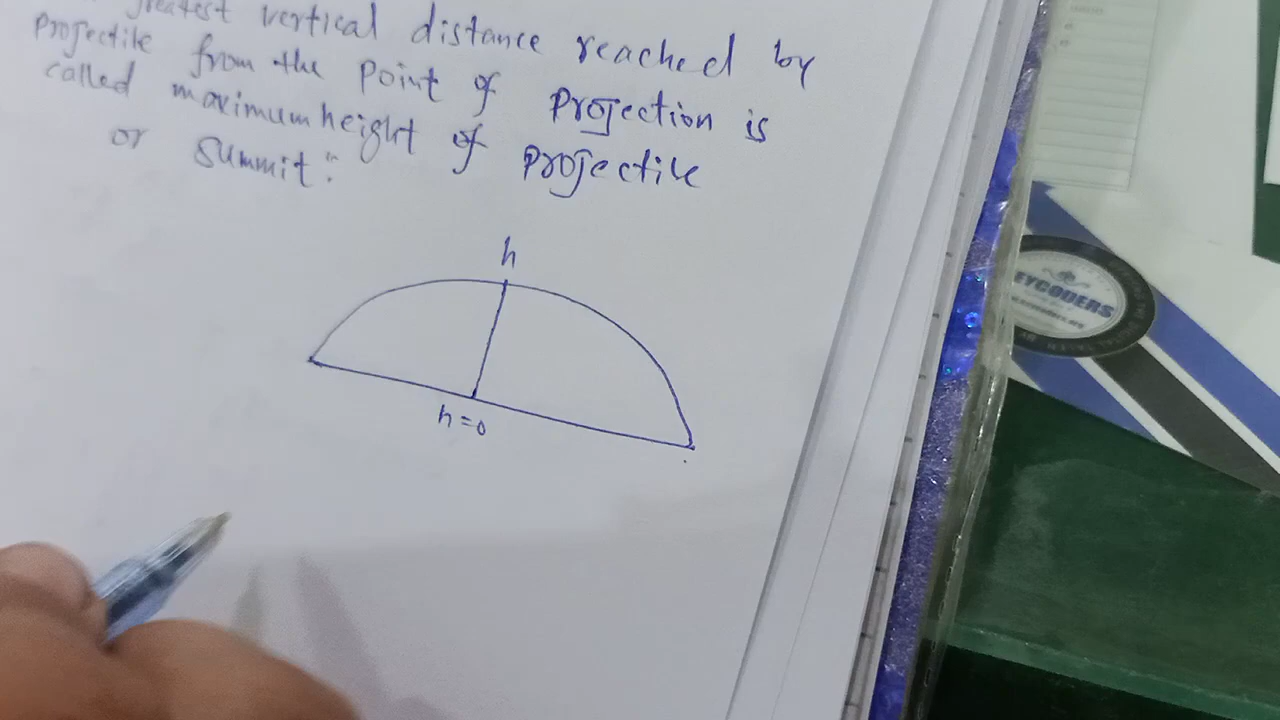 greatest vertical distance reached by
projectile from the point of projection is
called maximum height of projectile
or summit."
h
h=0
EYCODERS